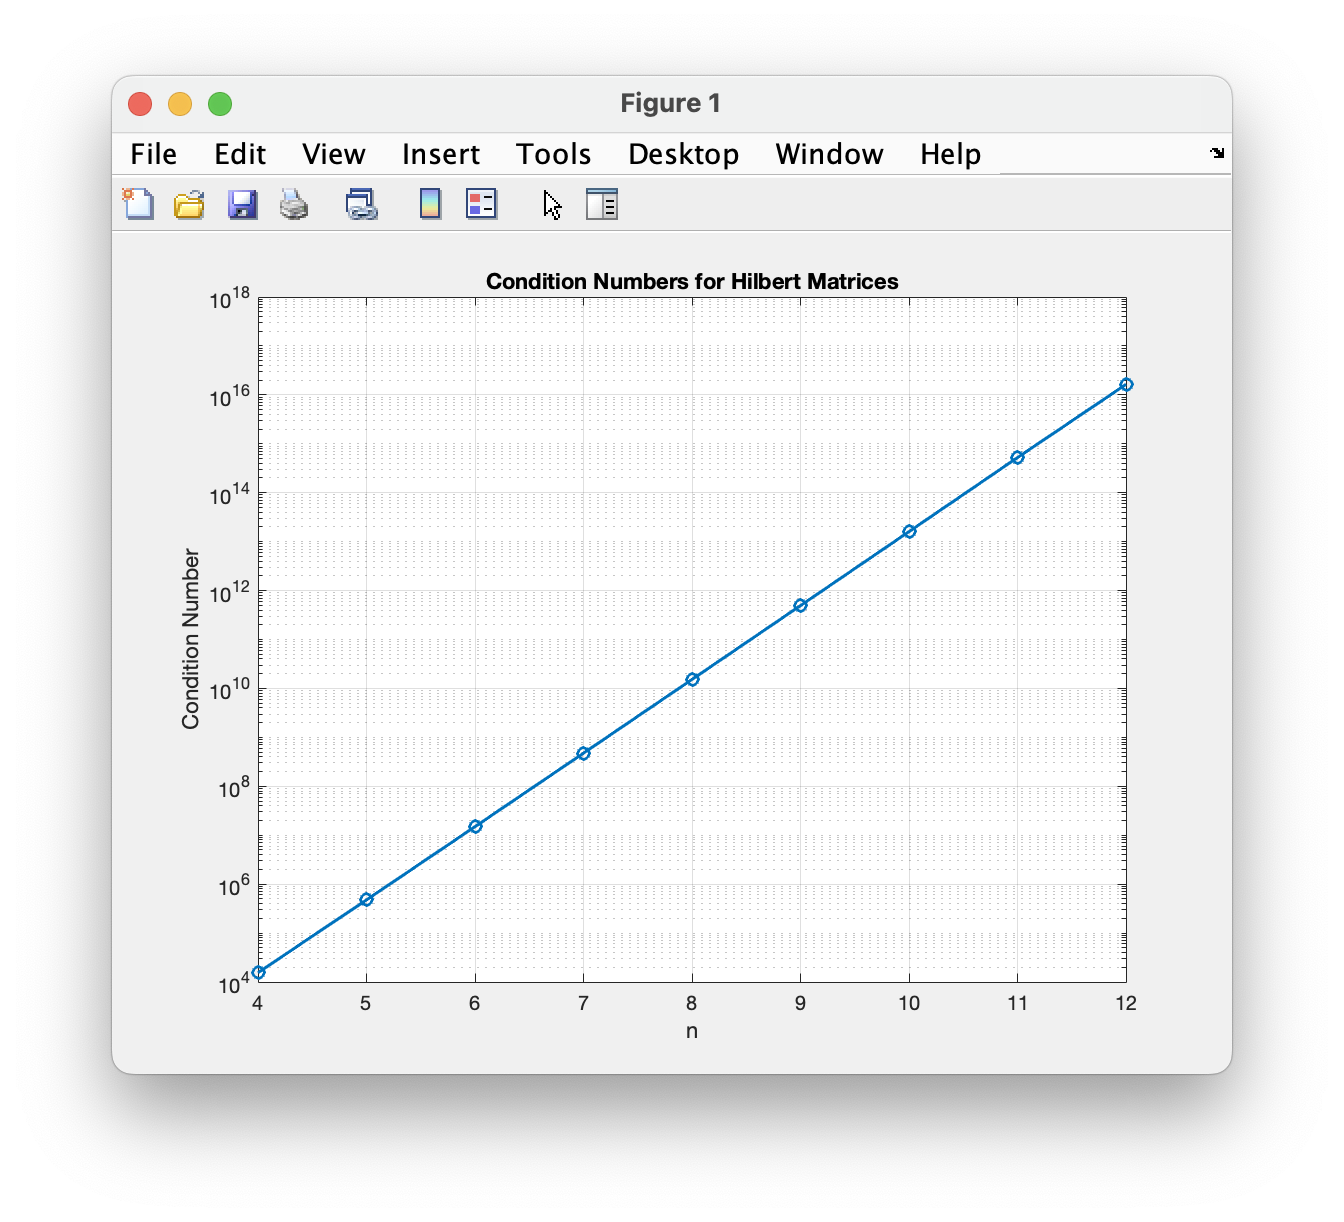 Figure 1
File Edit View Insert Tools Desktop Window Help
Condition Numbers for Hilbert Matrices
10^18
10^16
10^14
10^12
10^10
10^8
10^6
10^4
Condition Number
4 5 6 7 8 9 10 11 12
n